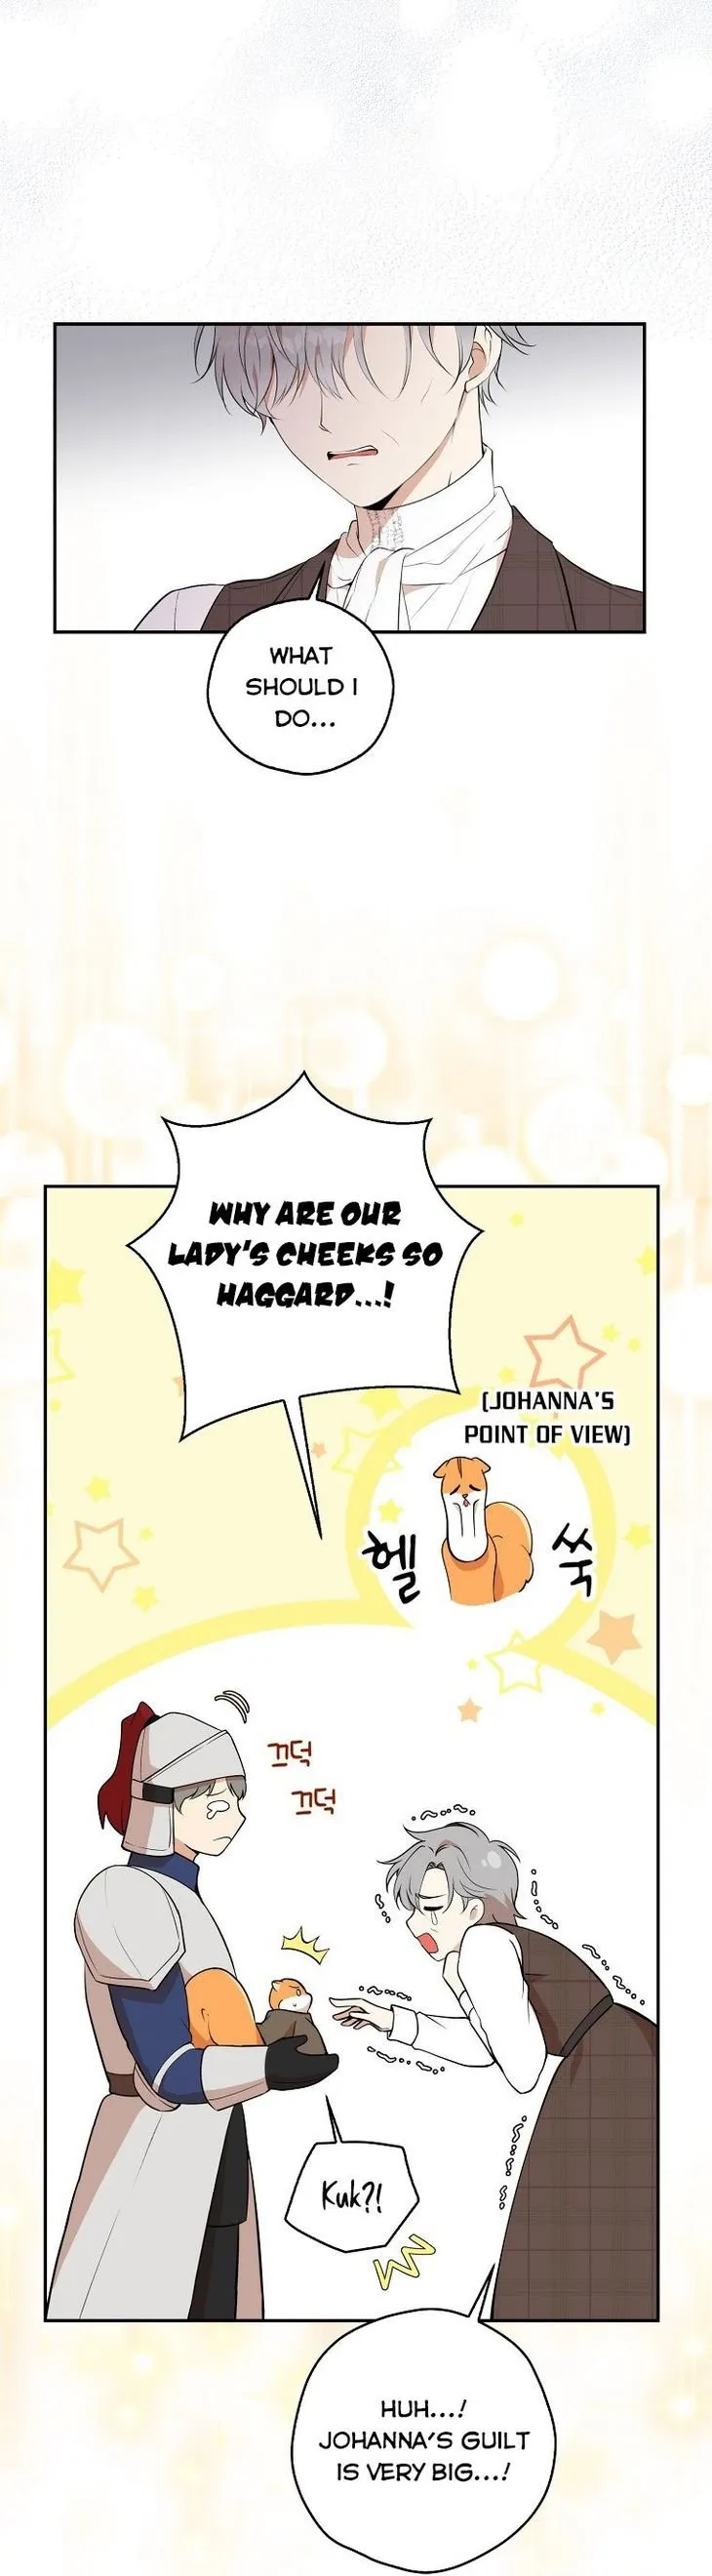 WHAT
SHOULD I
DO...
WHY ARE OUR
LADY'S CHEEKS SO
HAGGARD...!
(JOHANNA'S
POINT OF VIEW)
헬쑥
끄덕
끄덕
Kuk?!
HUH...!
JOHANNA'S GUILT
IS VERY BIG...!